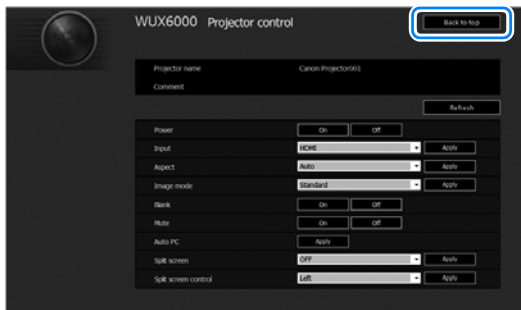 WUX6000 Projector control
Back to top
Projector name Canon Projector001
Comment
Refresh
Power On Off
Input HDMI Apply
Aspect Auto Apply
Image mode Standard Apply
Blank On Off
Mute On Off
Auto PC Apply
Split screen OFF Apply
Split screen control Left Apply